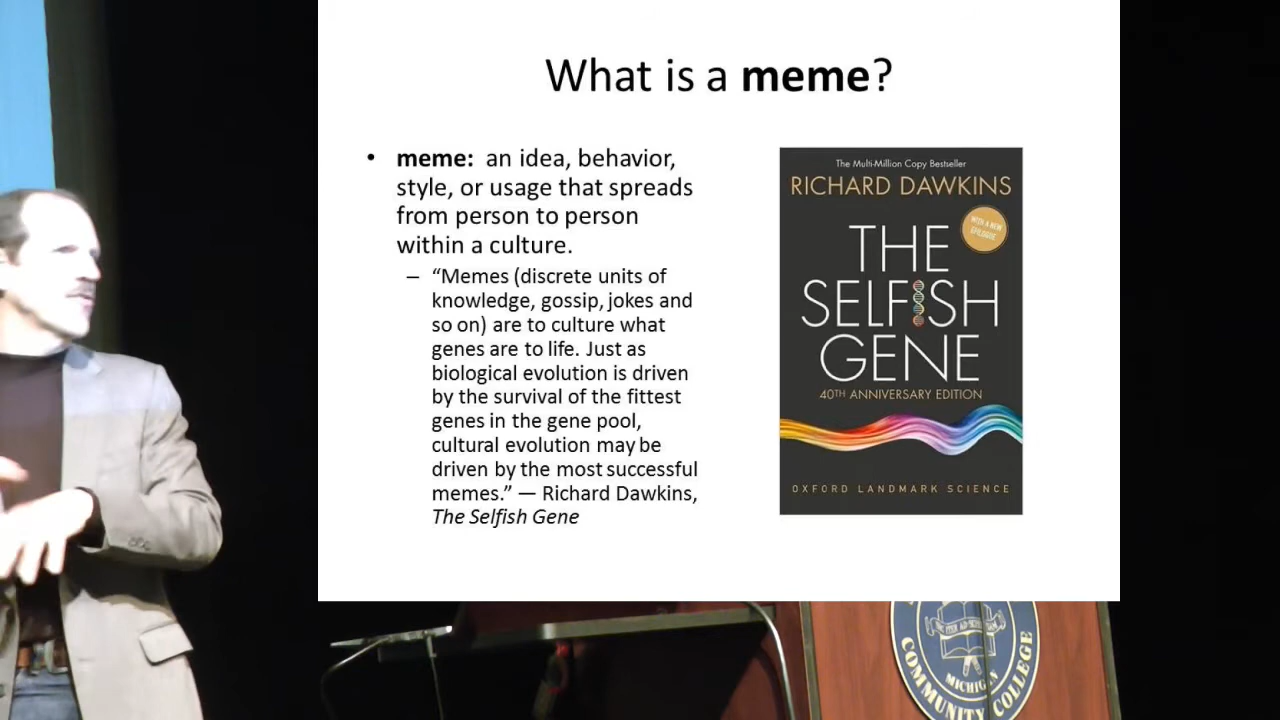 What is a meme?
• meme: an idea, behavior,
style, or usage that spreads
from person to person
within a culture.
– “Memes (discrete units of
knowledge, gossip, jokes and
so on) are to culture what
genes are to life. Just as
biological evolution is driven
by the survival of the fittest
genes in the gene pool,
cultural evolution may be
driven by the most successful
memes.” — Richard Dawkins,
The Selfish Gene
The Multi-Million Copy Bestseller
RICHARD DAWKINS
WITH A NEW
EPILOGUE
THE
SELFISH
GENE
40TH ANNIVERSARY EDITION
OXFORD LANDMARK SCIENCE
MICHIGAN
COMMUNITY COLLEGE